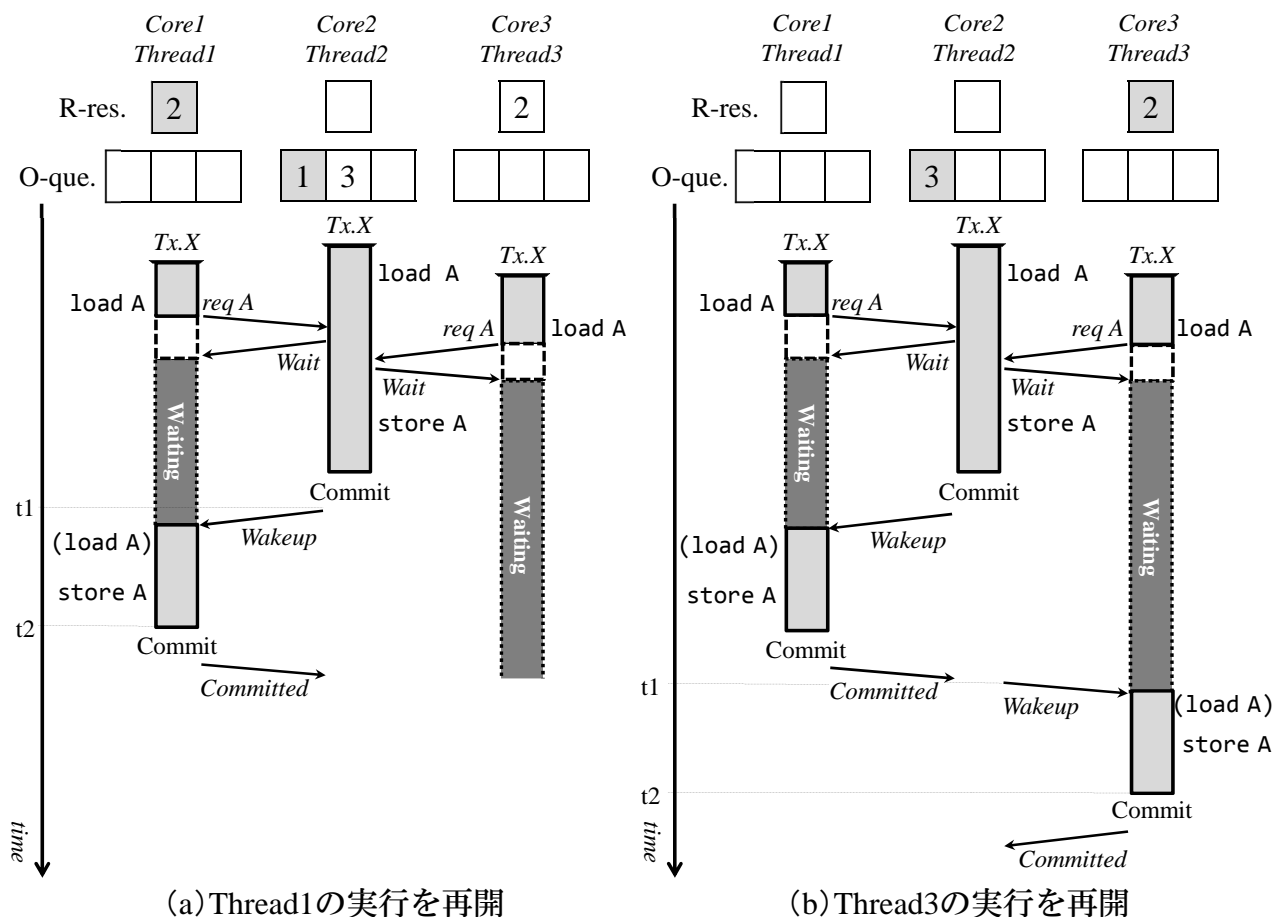 Core1 Core2 Core3
Thread1 Thread2 Thread3
R-res. 2 2
O-que. 1 3
Tx.X
Tx.X Tx.X
load A
load A req A req A load A
Wait
Wait
store A
Waiting
Waiting
Commit
t1
Wakeup
(load A)
store A
t2
Commit
Committed
time
(a)Thread1の実行を再開
Core1 Core2 Core3
Thread1 Thread2 Thread3
R-res. 2
O-que. 3
Tx.X
Tx.X Tx.X
load A
load A req A req A load A
Wait
Wait
store A
Waiting
Waiting
Commit
Wakeup
(load A)
store A
Commit
t1
Committed Wakeup
(load A)
store A
t2
Commit
Committed
time
(b)Thread3の実行を再開